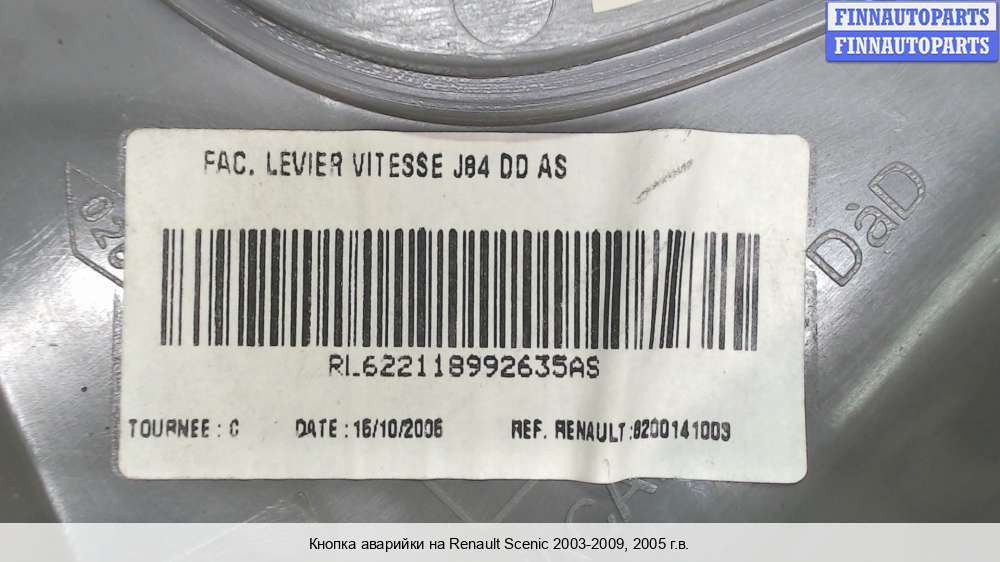 FINNAUTOPARTS
FINNAUTOPARTS
FAC. LEVIER VITESSE J84 DD AS
DàD
RL622118992635AS
TOURNEE : C DATE : 16/10/2006 REF. RENAULT :8200141003
Кнопка аварийки на Renault Scenic 2003-2009, 2005 г.в.